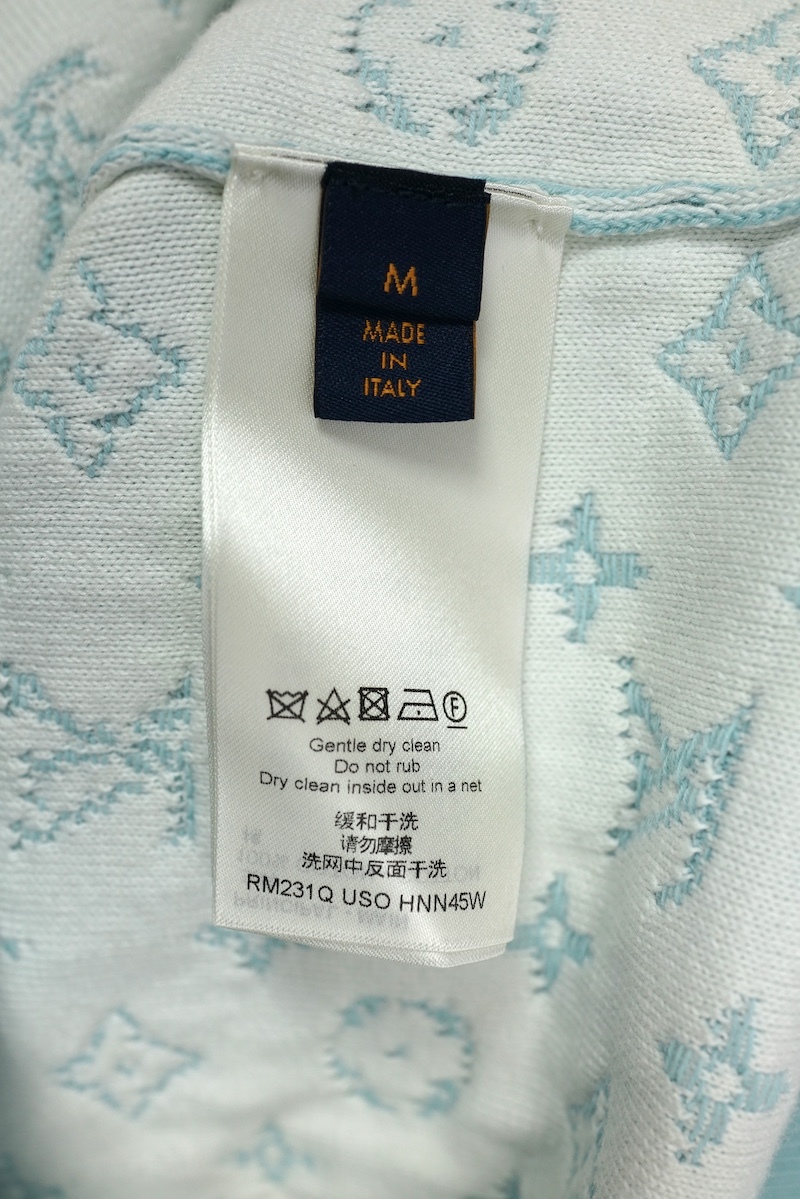 M
MADE
IN
ITALY
F
Gentle dry clean
Do not rub
Dry clean inside out in a net
缓和干洗
请勿摩擦
洗网中反面干洗
RM231Q USO HNN45W